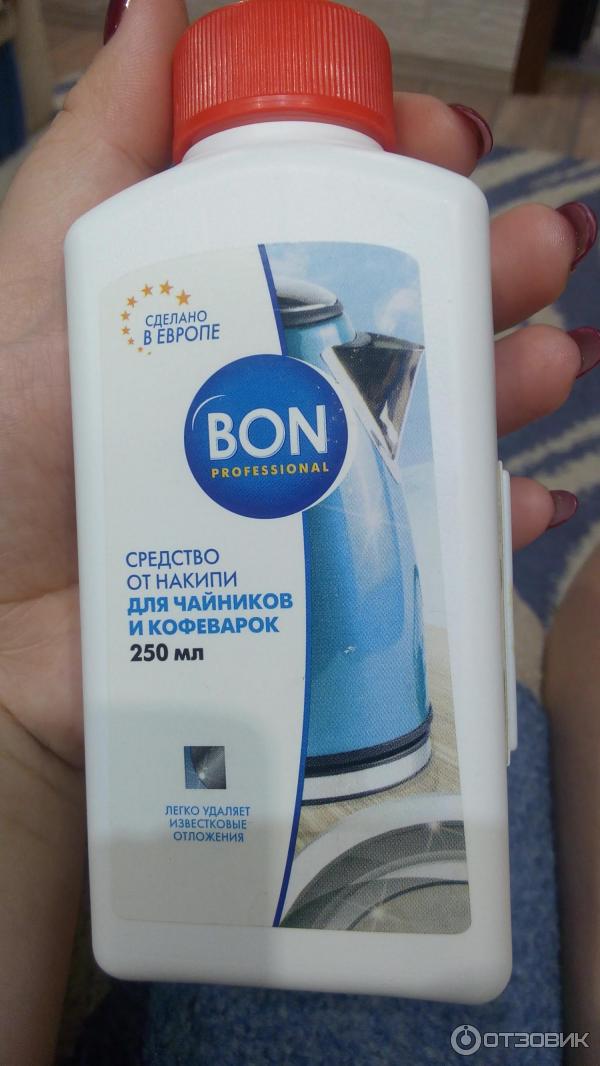 СДЕЛАНО
В ЕВРОПЕ
BON
PROFESSIONAL
СРЕДСТВО
ОТ НАКИПИ
ДЛЯ ЧАЙНИКОВ
И КОФЕВАРОК
250 мл
ЛЕГКО УДАЛЯЕТ
ИЗВЕСТКОВЫЕ
ОТЛОЖЕНИЯ
ОТЗОВИК